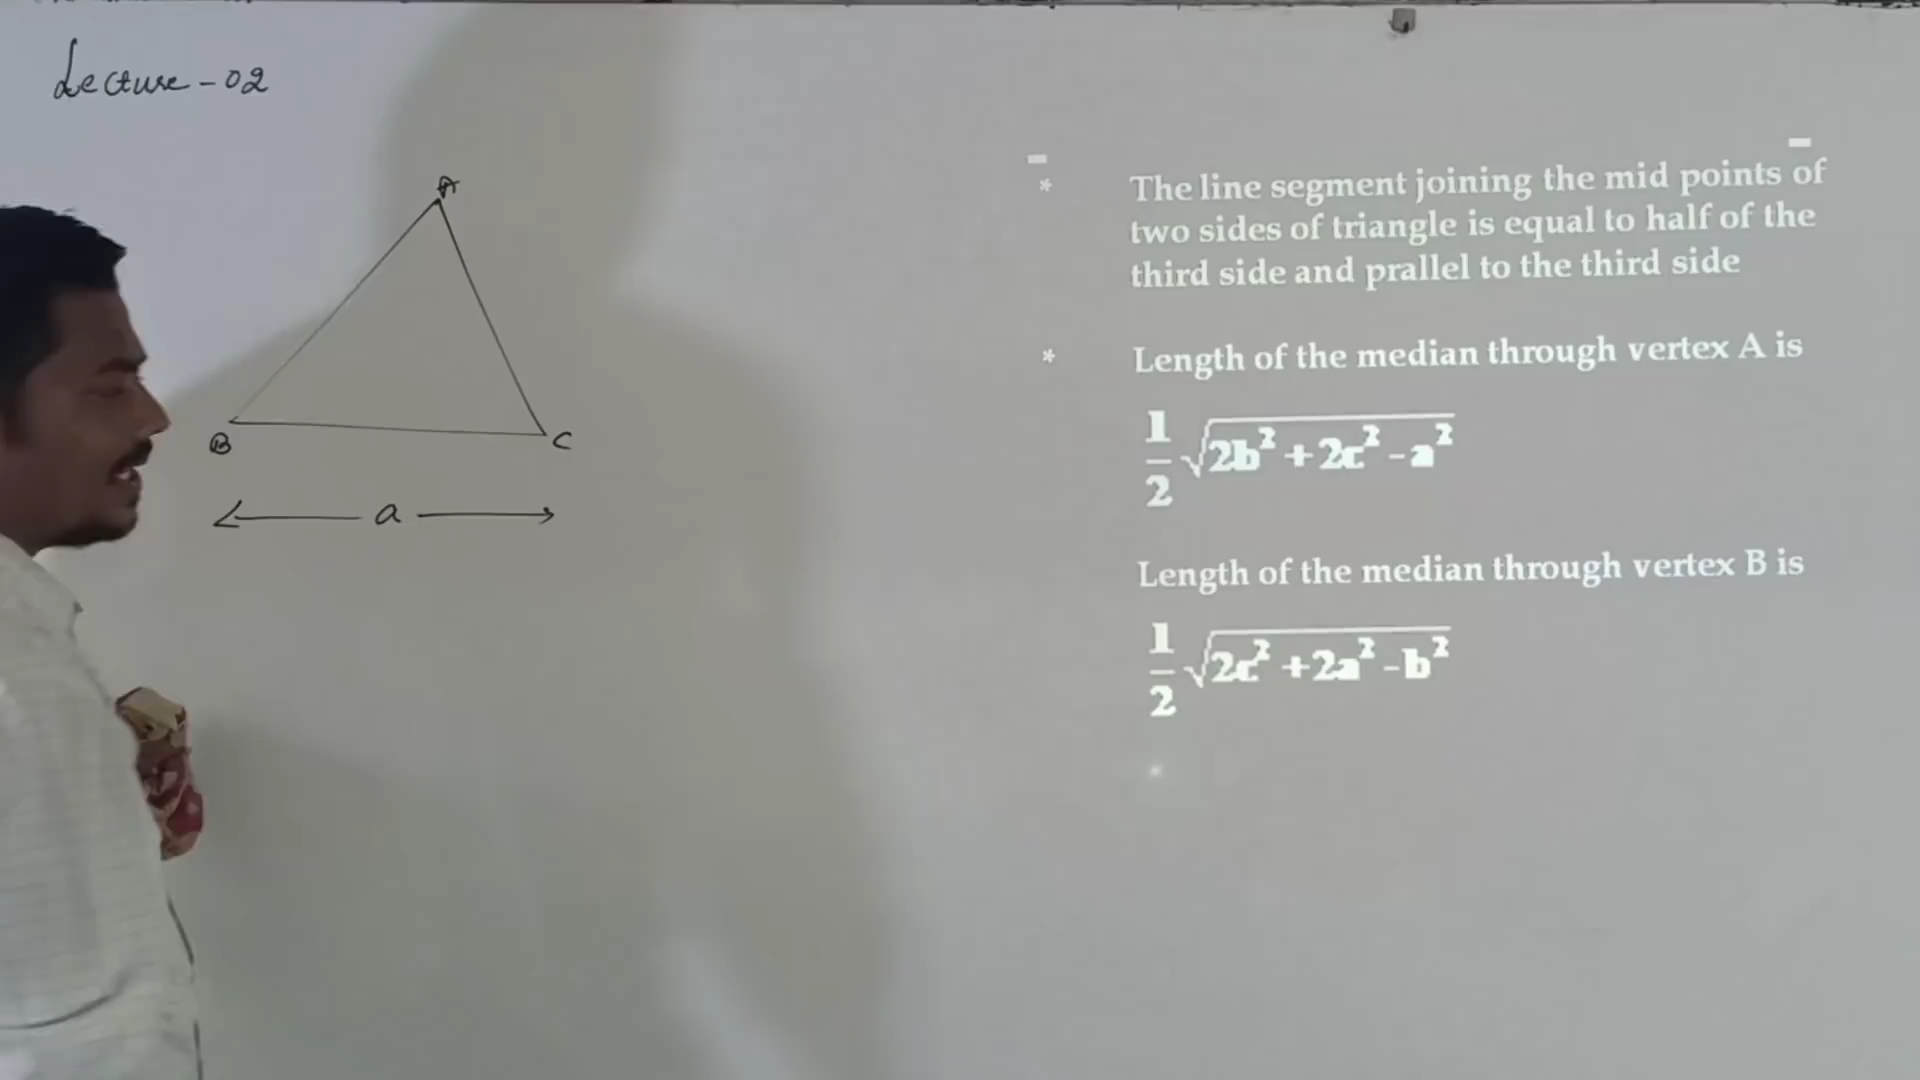 Lecture - 02
A
B
C
a
* The line segment joining the mid points of
two sides of triangle is equal to half of the
third side and prallel to the third side
* Length of the median through vertex A is
1/2 √(2b² + 2c² - a²)
Length of the median through vertex B is
1/2 √(2c² + 2a² - b²)